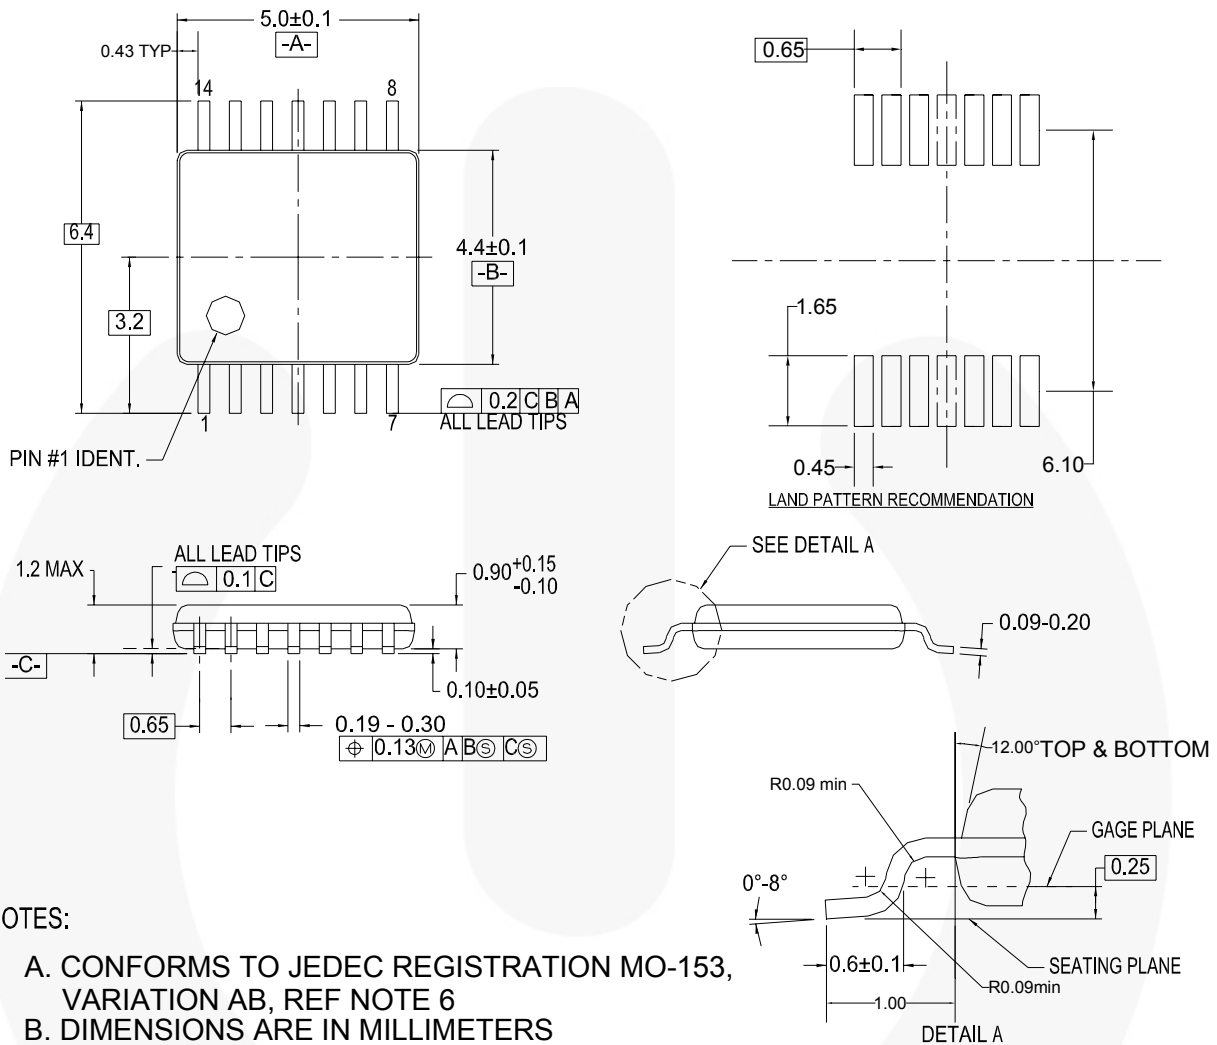 5.0±0.1
-A-
0.43 TYP
14
8
6.4
3.2
4.4±0.1
-B-
0.2 C B A
ALL LEAD TIPS
1
7
PIN #1 IDENT.
0.65
1.65
0.45
6.10
LAND PATTERN RECOMMENDATION
ALL LEAD TIPS
0.1 C
1.2 MAX
0.90 +0.15
-0.10
-C-
0.10±0.05
0.65
0.19 - 0.30
⌖ 0.13Ⓜ A BⓈ CⓈ
SEE DETAIL A
0.09-0.20
12.00° TOP & BOTTOM
R0.09 min
GAGE PLANE
0.25
0°-8°
0.6±0.1
SEATING PLANE
R0.09min
1.00
DETAIL A
OTES:
A. CONFORMS TO JEDEC REGISTRATION MO-153,
VARIATION AB, REF NOTE 6
B. DIMENSIONS ARE IN MILLIMETERS